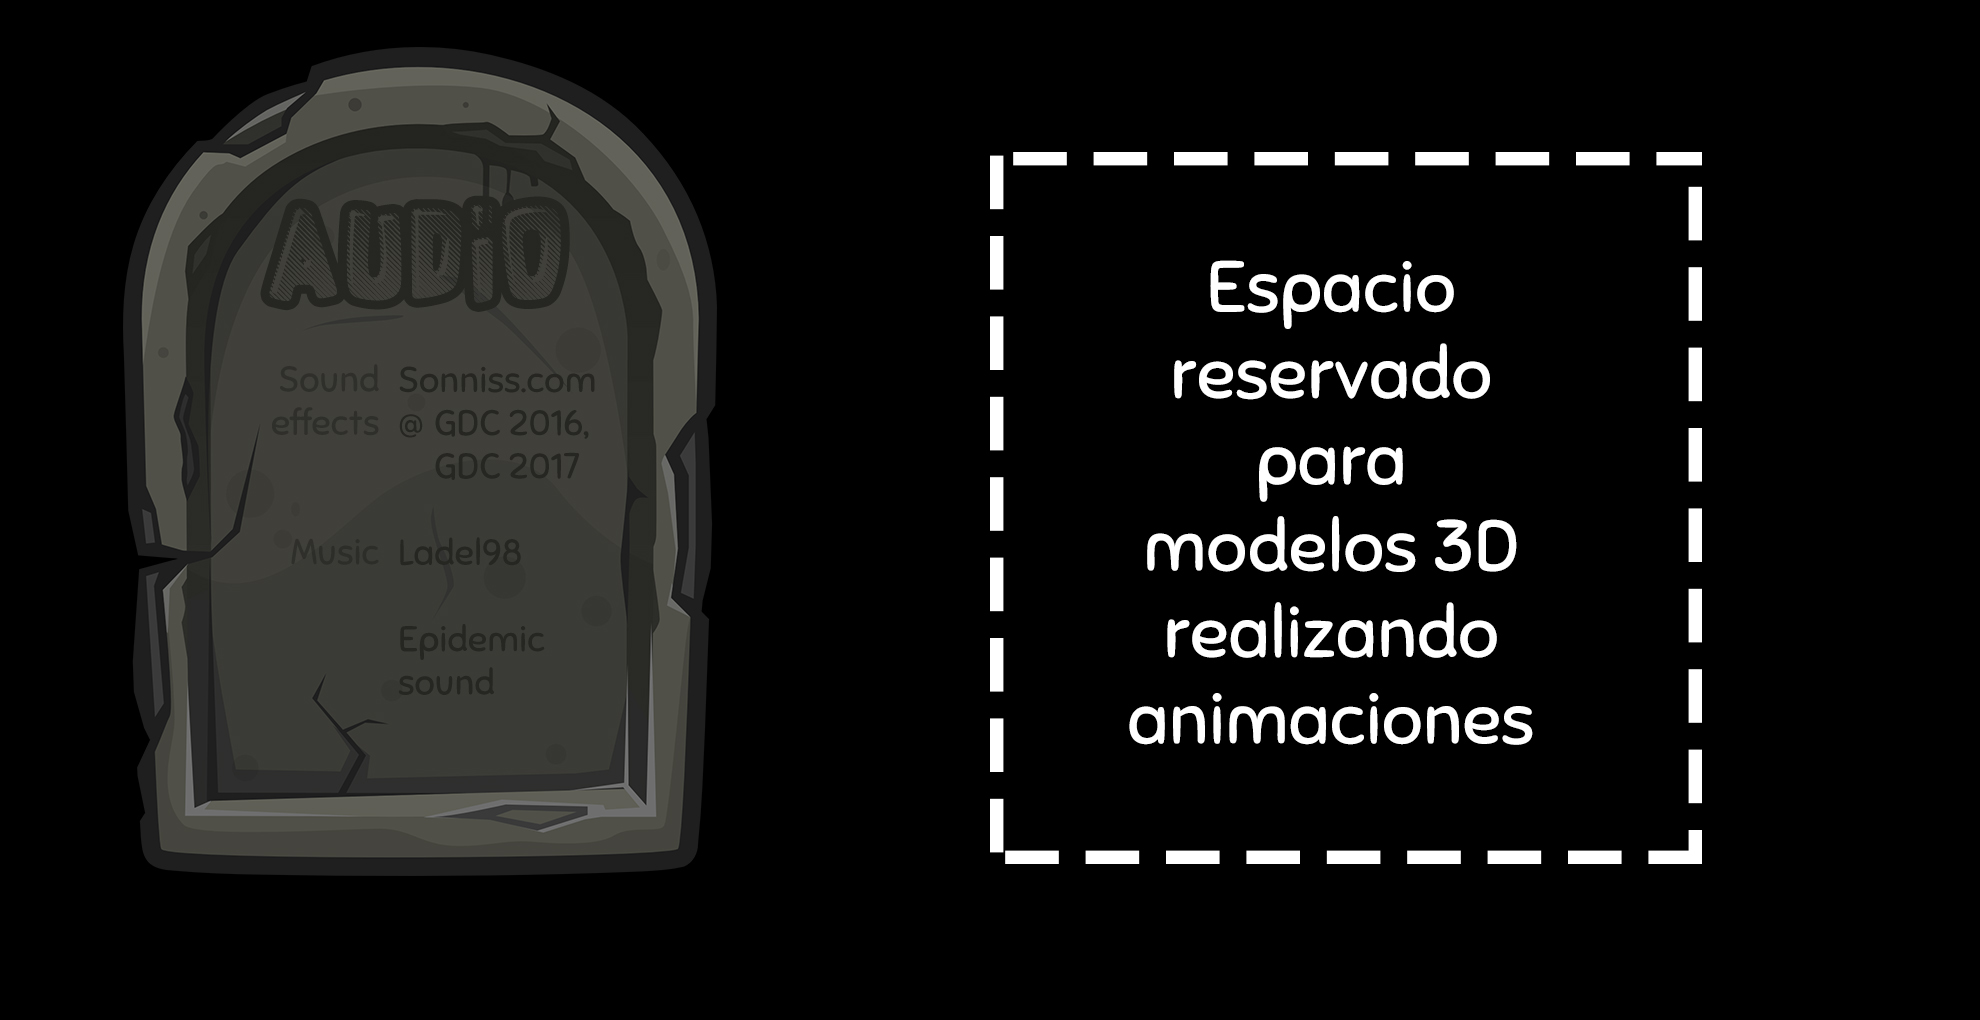 AUDiO
Sound Sonniss.com
effects @ GDC 2016,
GDC 2017
Music Ladel98
Epidemic
sound
Espacio
reservado
para
modelos 3D
realizando
animaciones